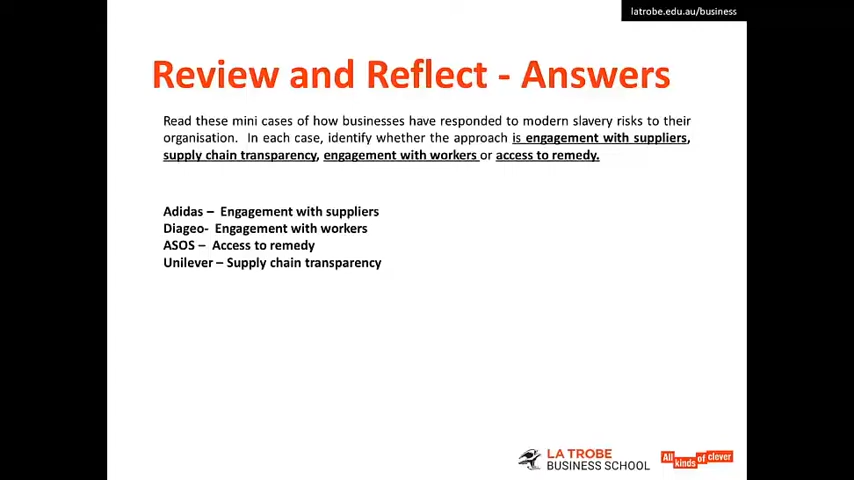 latrobe.edu.au/business
Review and Reflect - Answers
Read these mini cases of how businesses have responded to modern slavery risks to their
organisation. In each case, identify whether the approach is engagement with suppliers,
supply chain transparency, engagement with workers or access to remedy.
Adidas – Engagement with suppliers
Diageo- Engagement with workers
ASOS – Access to remedy
Unilever – Supply chain transparency
LA TROBE
BUSINESS SCHOOL
All kinds of clever